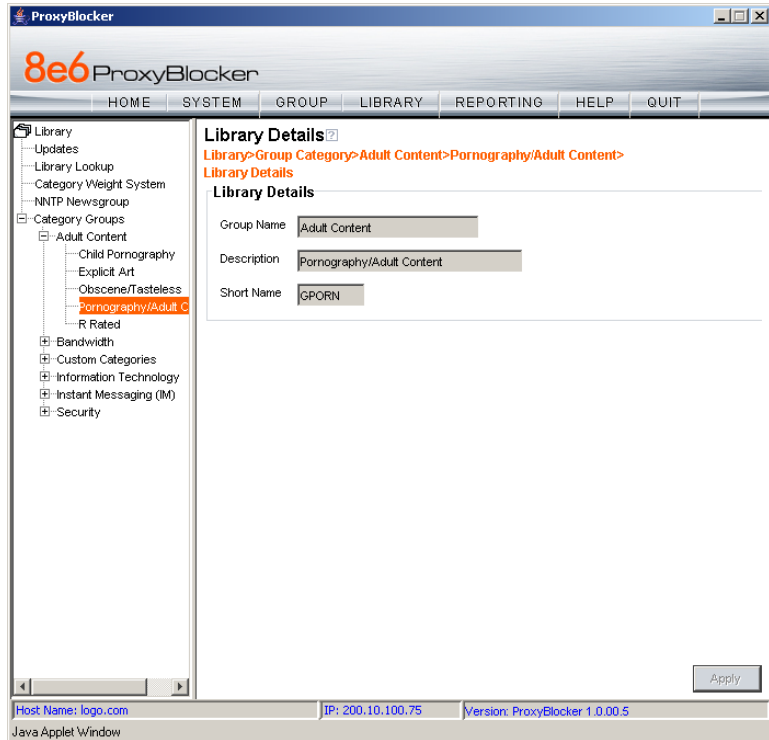 ProxyBlocker
8e6 ProxyBlocker
HOME SYSTEM GROUP LIBRARY REPORTING HELP QUIT
Library
Updates
Library Lookup
Category Weight System
NNTP Newsgroup
Category Groups
Adult Content
Child Pornography
Explicit Art
Obscene/Tasteless
Pornography/Adult C
R Rated
Bandwidth
Custom Categories
Information Technology
Instant Messaging (IM)
Security
Library Details ?
Library>Group Category>Adult Content>Pornography/Adult Content>
Library Details
Library Details
Group Name Adult Content
Description Pornography/Adult Content
Short Name GPORN
Apply
Host Name: logo.com IP: 200.10.100.75 Version: ProxyBlocker 1.0.00.5
Java Applet Window